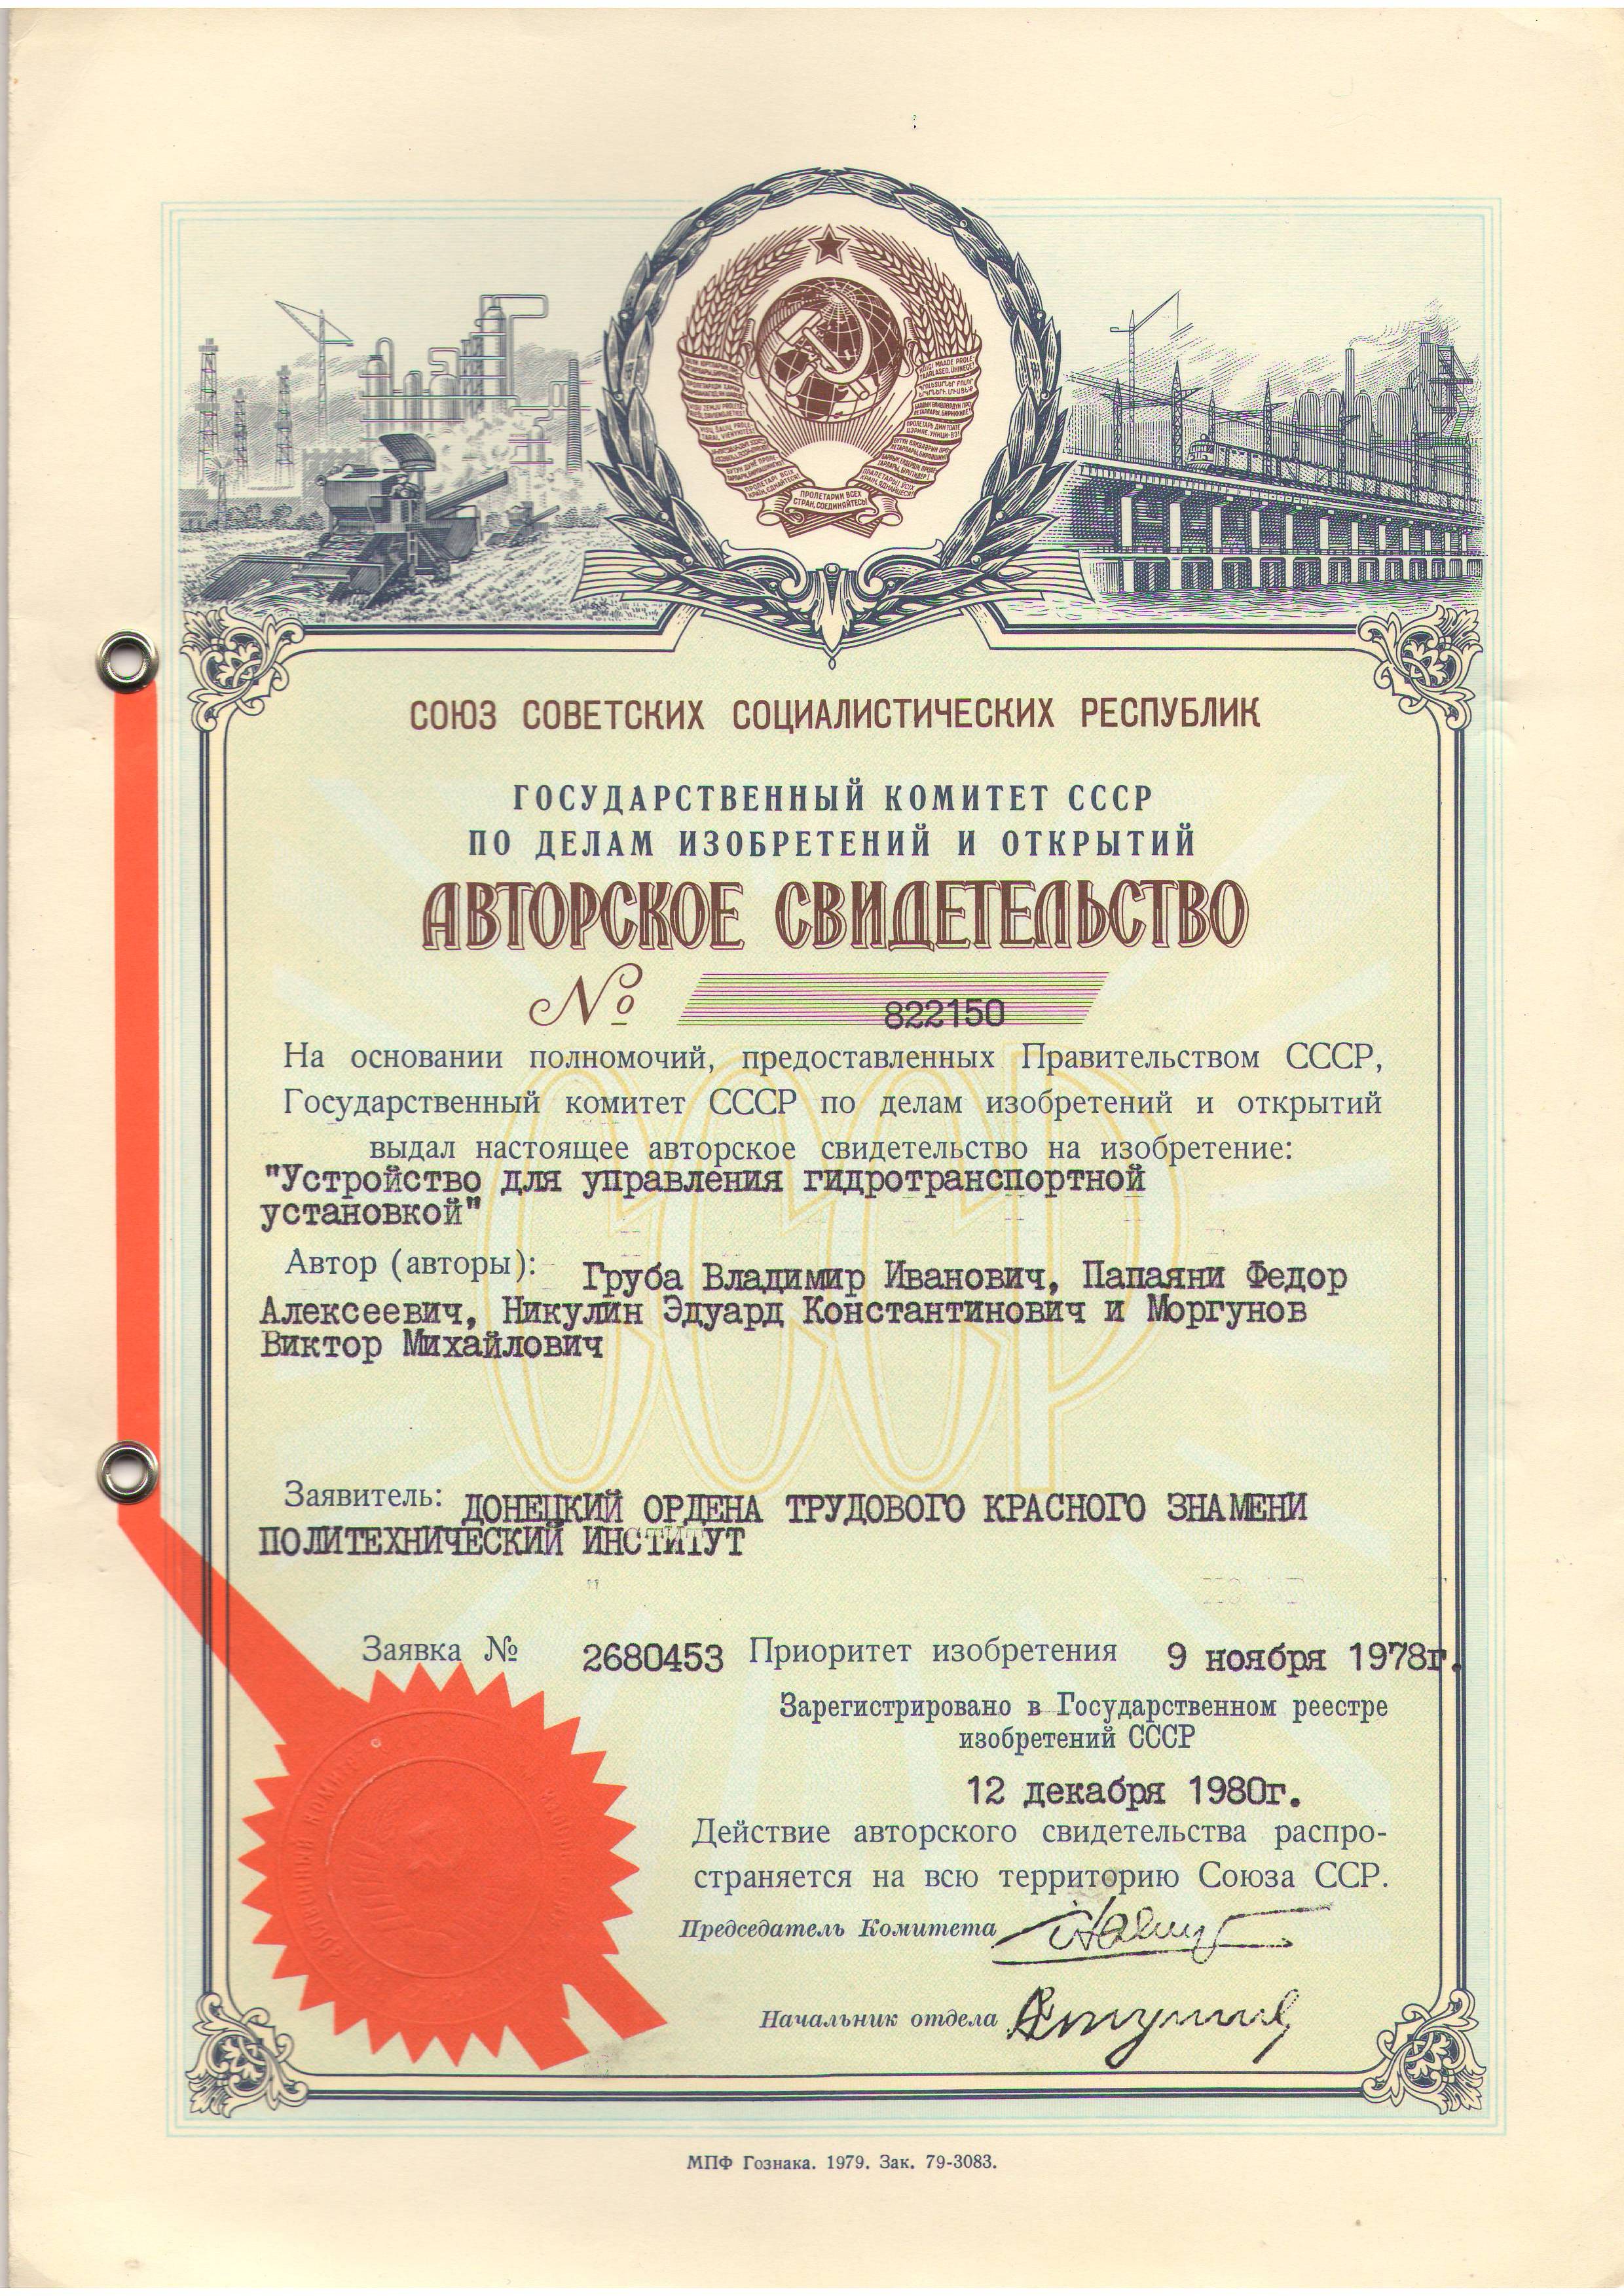 ПРОЛЕТАРИИ ВСЕХ
СТРАН, СОЕДИНЯЙТЕСЬ!
СОЮЗ СОВЕТСКИХ СОЦИАЛИСТИЧЕСКИХ РЕСПУБЛИК
ГОСУДАРСТВЕННЫЙ КОМИТЕТ СССР
ПО ДЕЛАМ ИЗОБРЕТЕНИЙ И ОТКРЫТИЙ
АВТОРСКОЕ СВИДЕТЕЛЬСТВО
№ 822150
На основании полномочий, предоставленных Правительством СССР,
Государственный комитет СССР по делам изобретений и открытий
выдал настоящее авторское свидетельство на изобретение:
"Устройство для управления гидротранспортной
установкой"
Автор (авторы): Груба Владимир Иванович, Папаяни Федор
Алексеевич, Никулин Эдуард Константинович и Моргунов
Виктор Михайлович
СССР
Заявитель: ДОНЕЦКИЙ ОРДЕНА ТРУДОВОГО КРАСНОГО ЗНАМЕНИ
ПОЛИТЕХНИЧЕСКИЙ ИНСТИТУТ
Заявка № 2680453 Приоритет изобретения 9 ноября 1978г.
Зарегистрировано в Государственном реестре
изобретений СССР
12 декабря 1980г.
Действие авторского свидетельства распро-
страняется на всю территорию Союза ССР.
Председатель Комитета
Начальник отдела
МПФ Гознака. 1979. Зак. 79-3083.